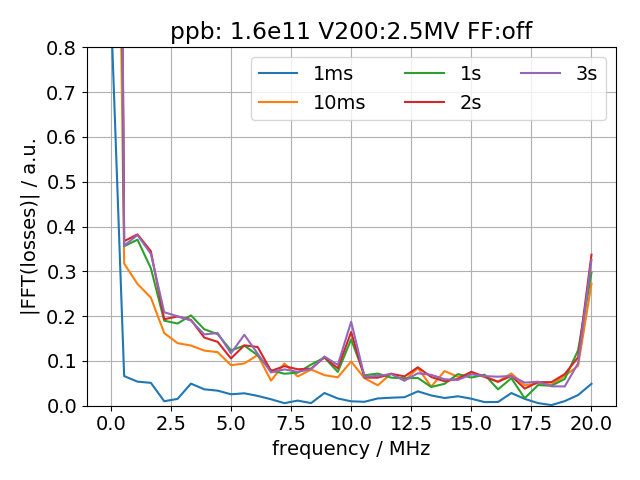 ppb: 1.6e11 V200:2.5MV FF:off
1ms
10ms
1s
2s
3s
|FFT(losses)| / a.u.
0.8
0.7
0.6
0.5
0.4
0.3
0.2
0.1
0.0
0.0 2.5 5.0 7.5 10.0 12.5 15.0 17.5 20.0
frequency / MHz